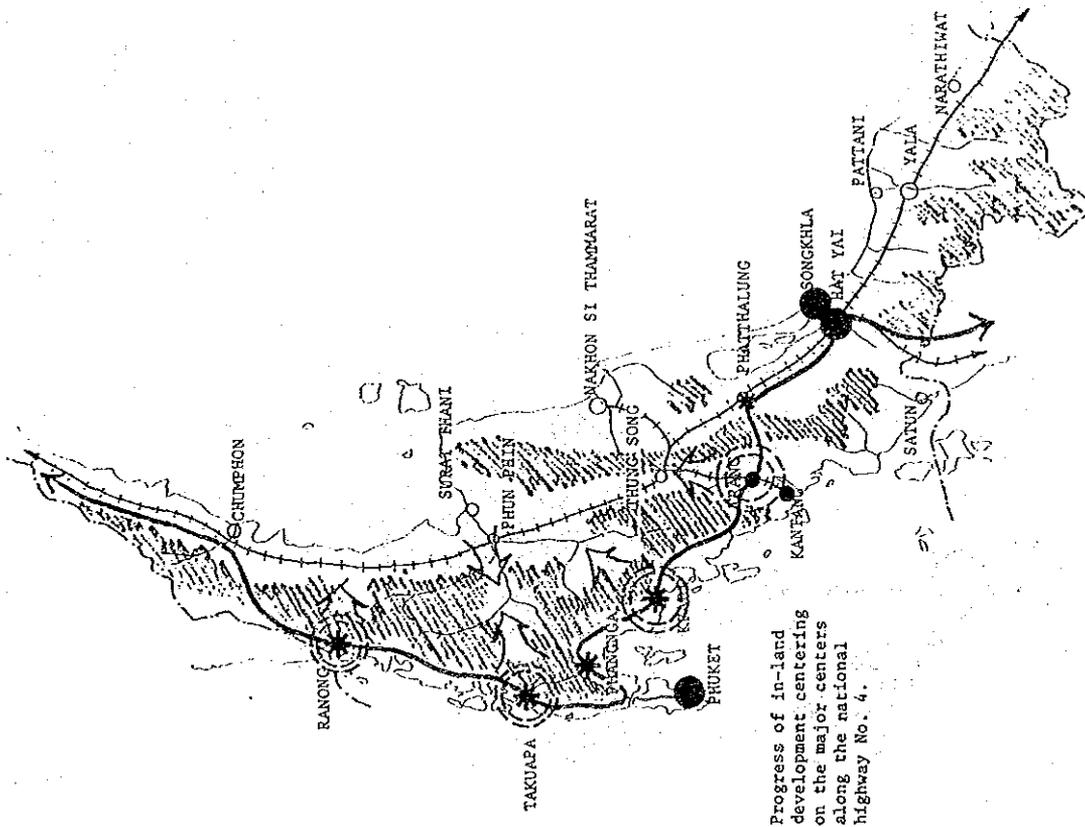 CHUMPHON
RANONG
SURAT THANI
PHUN PHIN
TAKUAPA
PHANGNGA
PHUKET
NAKHON SI THAMMARAT
THUNG SONG
TRANG
KANTANG
PHATTHALUNG
SONGKHLA
HAT YAI
SATUN
PATTANI
YALA
NARATHIWAT
Progress of in-land
development centering
on the major centers
along the national
highway No. 4.